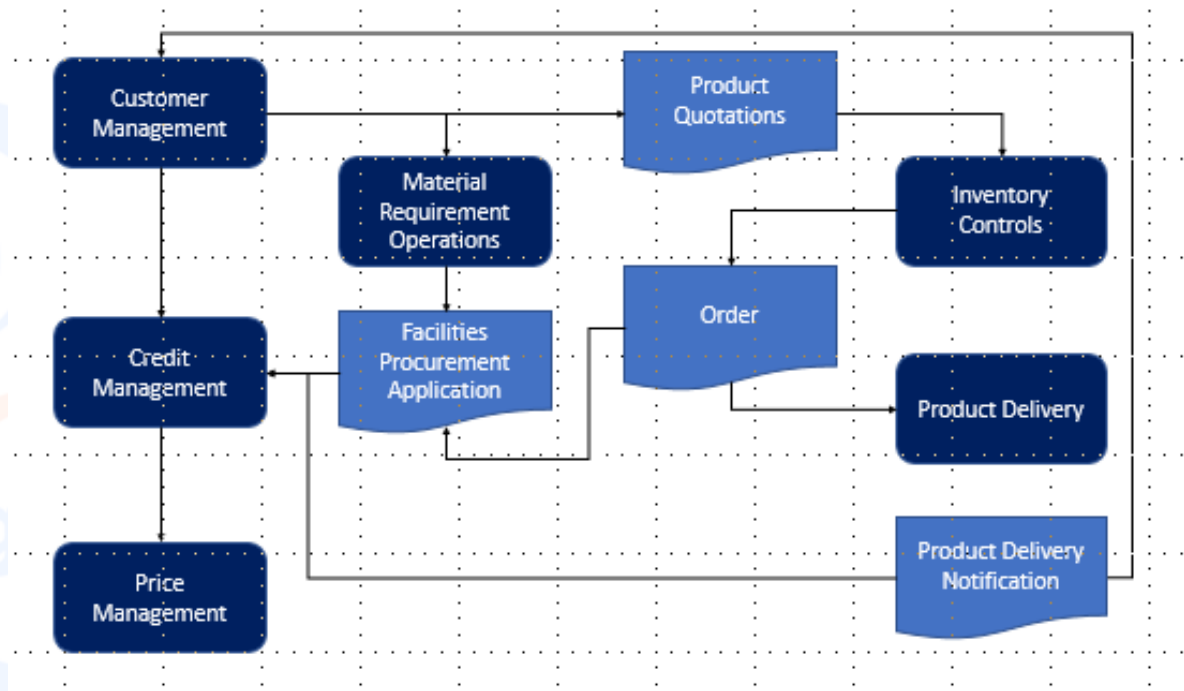 Customer
Management
Product
Quotations
Material
Requirement
Operations
Inventory
Controls
Facilities
Procurement
Application
Order
Credit
Management
Product Delivery
Price
Management
Product Delivery
Notification